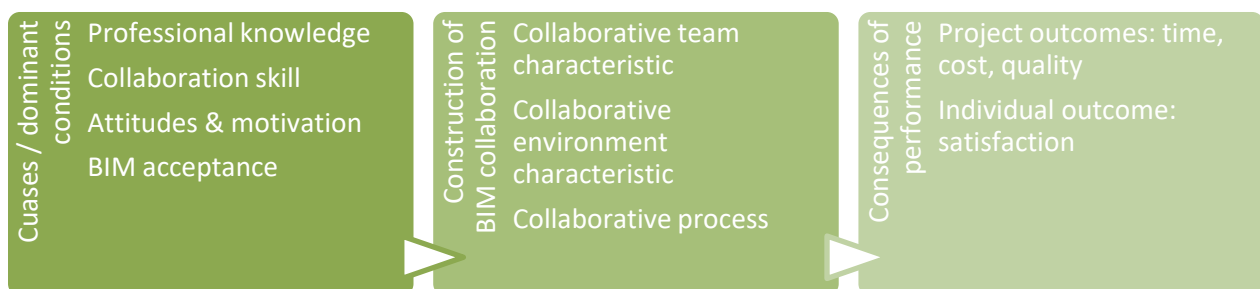 Cuases / dominant
conditions
Professional knowledge
Collaboration skill
Attitudes & motivation
BIM acceptance
Construction of
BIM collaboration
Collaborative team
characteristic
Collaborative
environment
characteristic
Collaborative process
Consequences of
performance
Project outcomes: time,
cost, quality
Individual outcome:
satisfaction